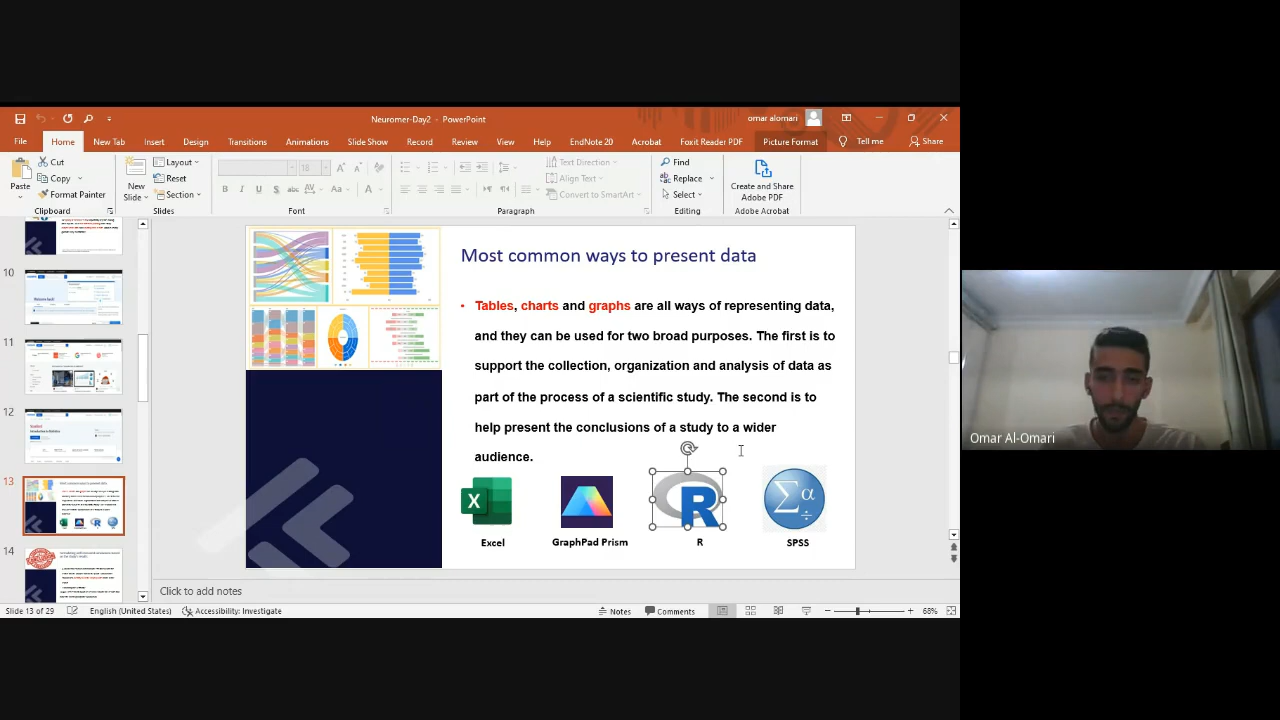 Neuromer-Day2 - PowerPoint
omar alomari
File Home New Tab Insert Design Transitions Animations Slide Show Record Review View Help EndNote 20 Acrobat Foxit Reader PDF Picture Format Tell me Share
Paste
Cut
Copy
Format Painter
Clipboard
New Slide
Layout
Reset
Section
Slides
18
Font
Text Direction
Align Text
Convert to SmartArt
Paragraph
Find
Replace
Select
Editing
Create and Share Adobe PDF
Adobe Acrobat
10
11
12
13
14
Most common ways to present data
• Tables, charts and graphs are all ways of representing data,
and they can be used for two broad purposes. The first is to
support the collection, organization and analysis of data as
part of the process of a scientific study. The second is to
help present the conclusions of a study to a wider
audience.
Excel
GraphPad Prism
R
SPSS
Click to add notes
Slide 13 of 29 English (United States) Accessibility: Investigate Notes Comments 68%
Omar Al-Omari